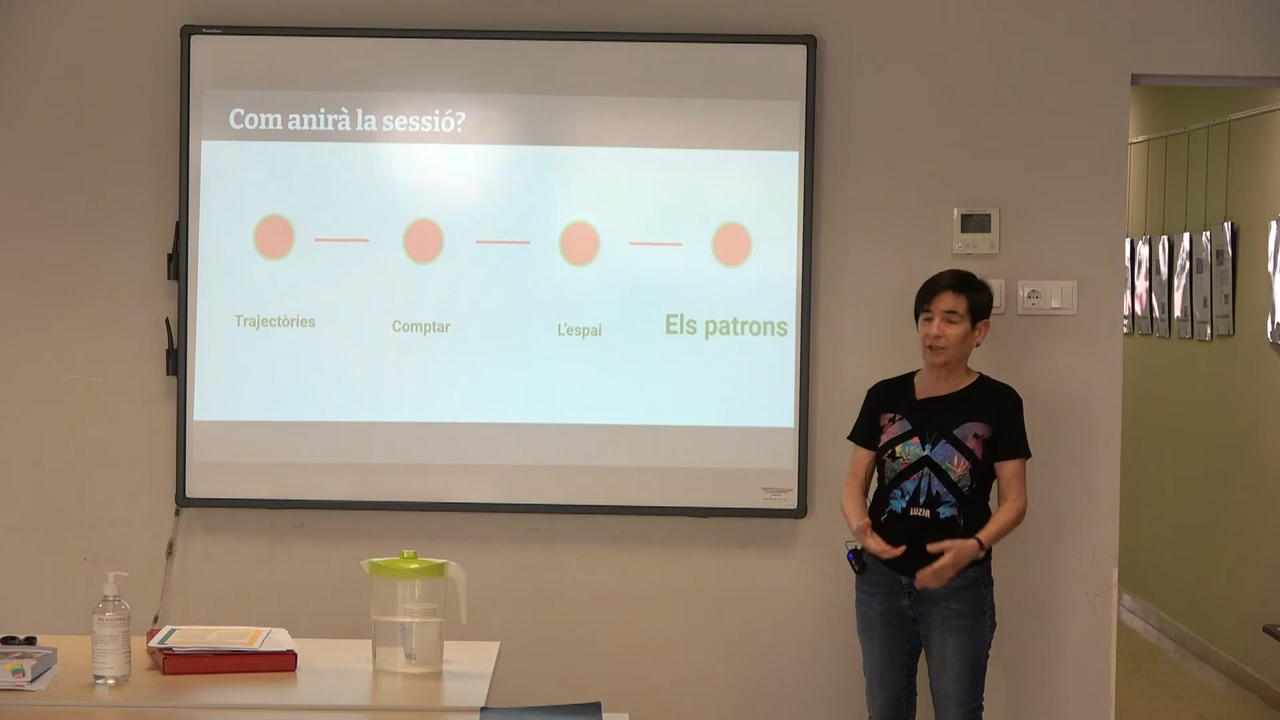 Com anirà la sessió?
Trajectòries
Comptar
L'espai
Els patrons
LUZIA